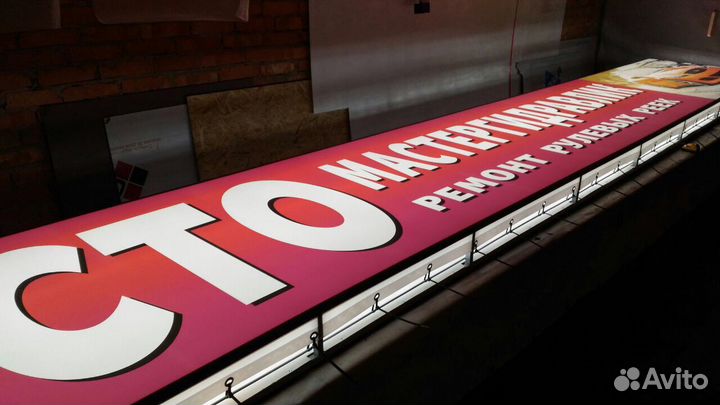 СТО
МАСТЕРГИДРАВЛИК
РЕМОНТ РУЛЕВЫХ РЕЕК
Avito